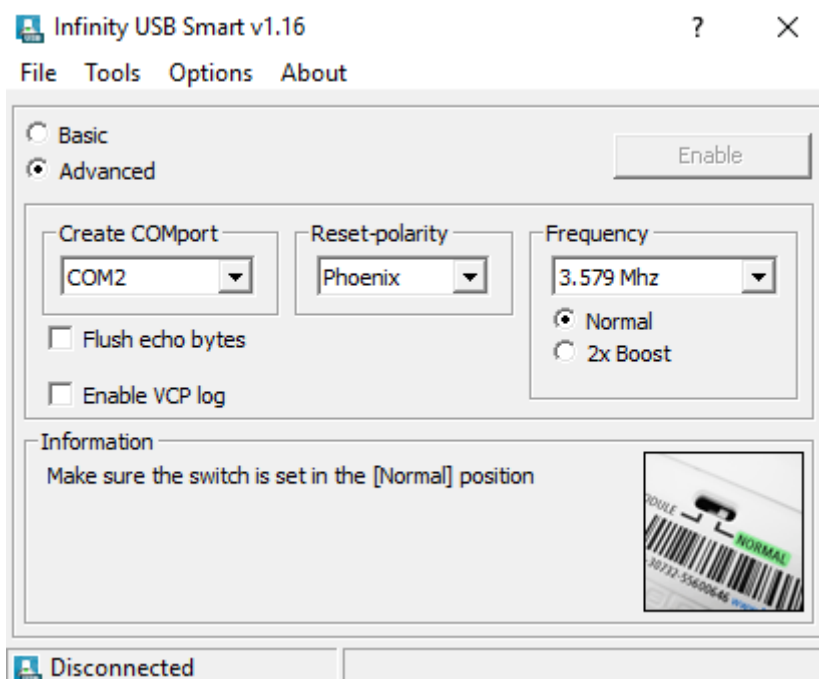 Infinity USB Smart v1.16 ?
File Tools Options About
Basic
Advanced
Enable
Create COMport
COM2
Reset-polarity
Phoenix
Frequency
3.579 Mhz
Normal
2x Boost
Flush echo bytes
Enable VCP log
Information
Make sure the switch is set in the [Normal] position
NORMAL
-30732-55600646
Disconnected